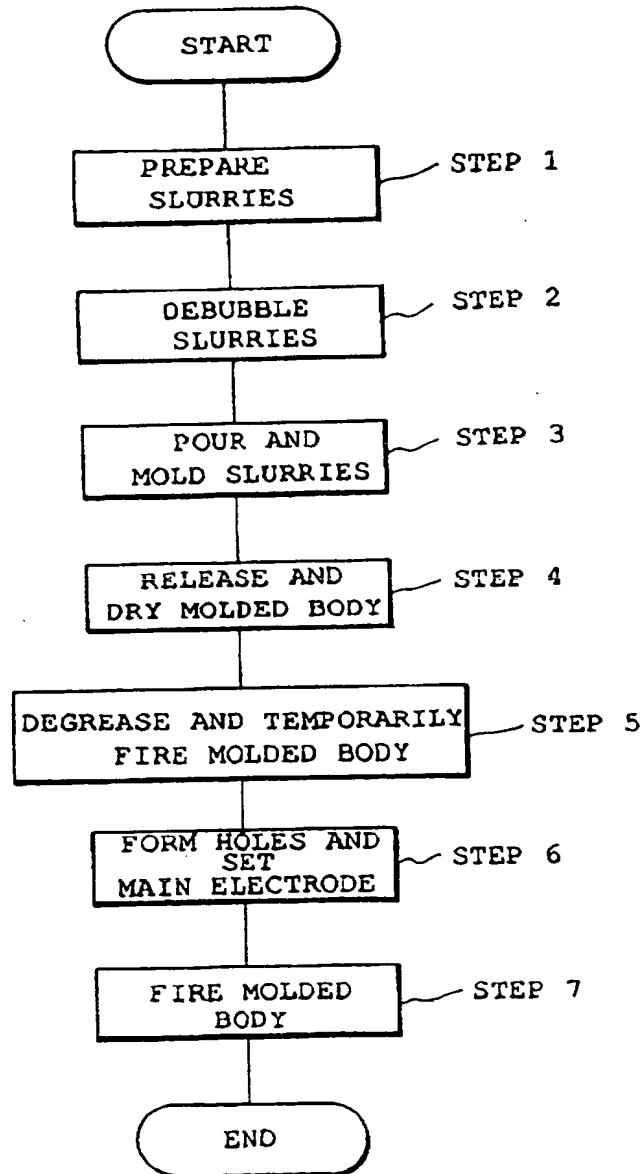 START
PREPARE
SLURRIES
STEP 1
DEBUBBLE
SLURRIES
STEP 2
POUR AND
MOLD SLURRIES
STEP 3
RELEASE AND
DRY MOLDED BODY
STEP 4
DEGREASE AND TEMPORARILY
FIRE MOLDED BODY
STEP 5
FORM HOLES AND
SET
MAIN ELECTRODE
STEP 6
FIRE MOLDED
BODY
STEP 7
END